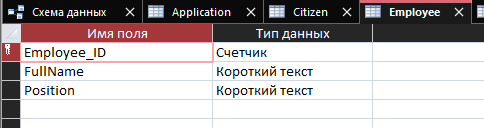 Схема данных Application Citizen Employee
Имя поля Тип данных
Employee_ID Счетчик
FullName Короткий текст
Position Короткий текст